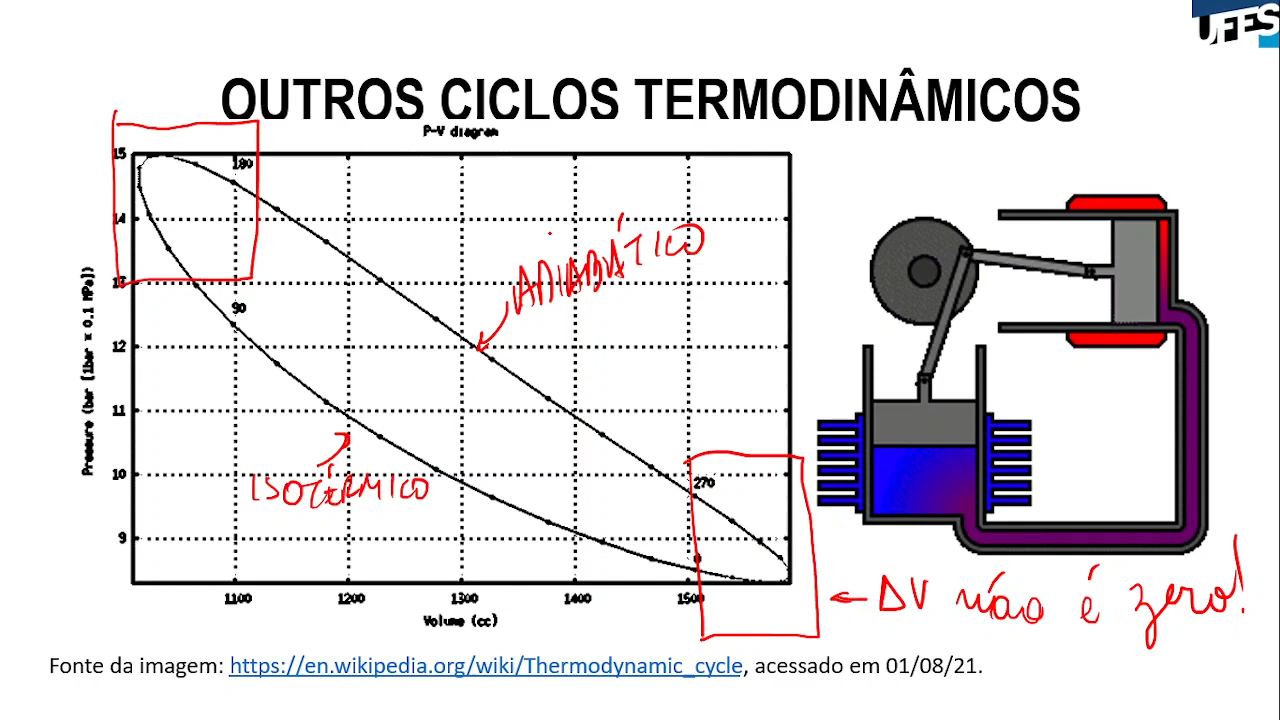 UFES
OUTROS CICLOS TERMODINÂMICOS
P-V diagram
15
14
13
12
11
10
9
Pressure (bar [1bar x 0.1 MPa])
180
90
270
0
ADIABÁTICO
ISOTÉRMICO
1100
1200
1300
1400
1500
Volume (cc)
← ΔV não é zero!
Fonte da imagem: https://en.wikipedia.org/wiki/Thermodynamic_cycle, acessado em 01/08/21.